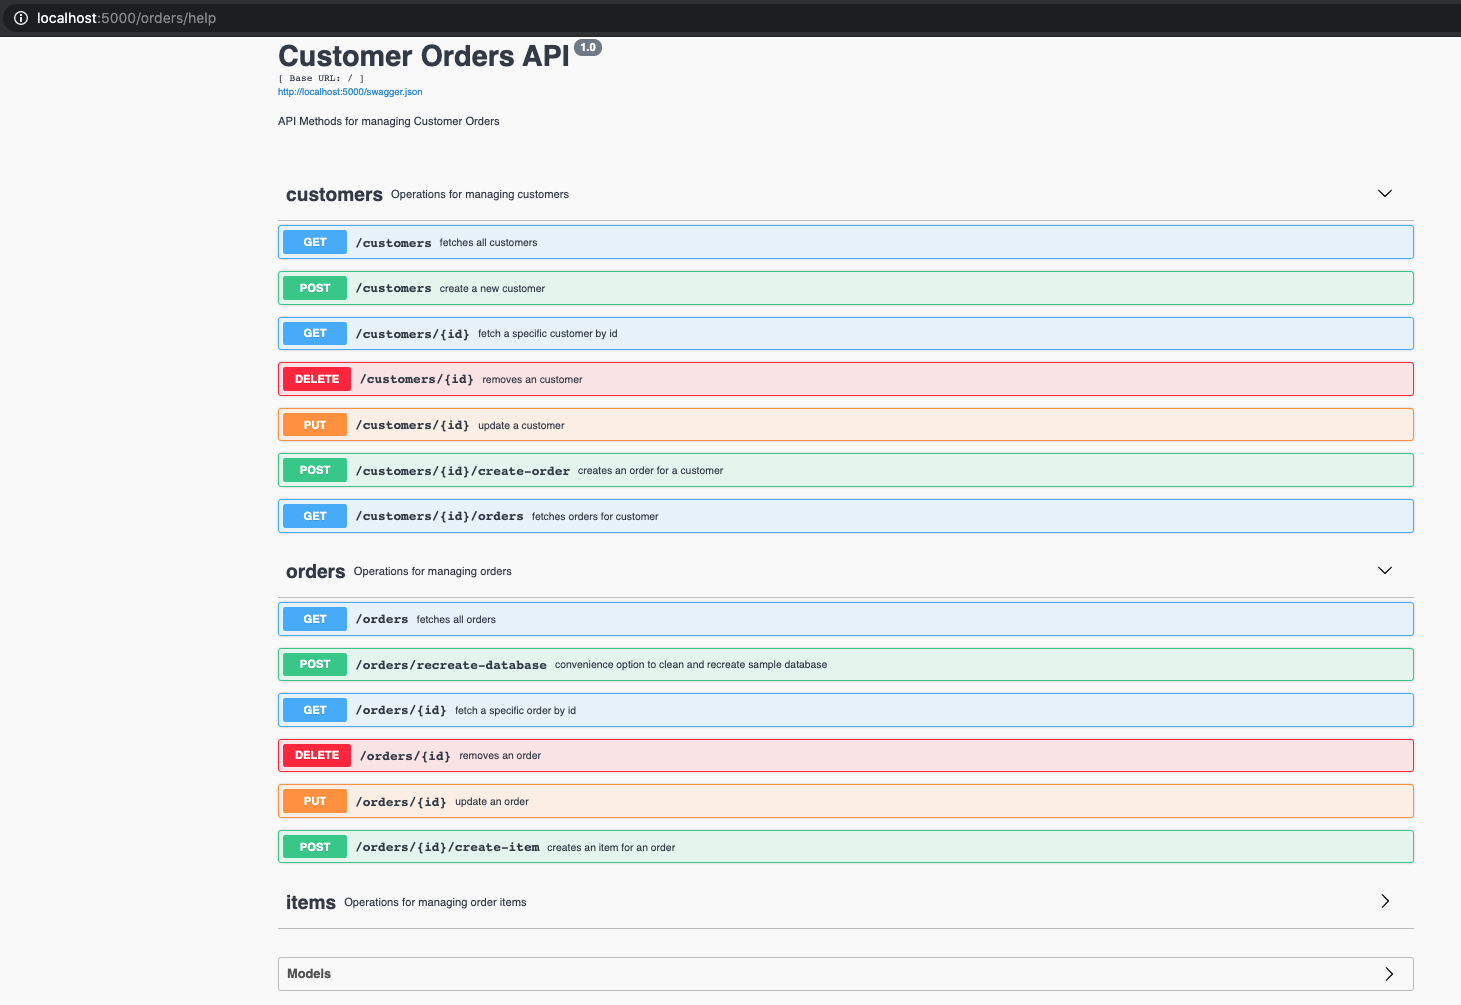 localhost:5000/orders/help
Customer Orders API 1.0
[ Base URL: / ]
http://localhost:5000/swagger.json
API Methods for managing Customer Orders
customers Operations for managing customers
GET /customers fetches all customers
POST /customers create a new customer
GET /customers/{id} fetch a specific customer by id
DELETE /customers/{id} removes an customer
PUT /customers/{id} update a customer
POST /customers/{id}/create-order creates an order for a customer
GET /customers/{id}/orders fetches orders for customer
orders Operations for managing orders
GET /orders fetches all orders
POST /orders/recreate-database convenience option to clean and recreate sample database
GET /orders/{id} fetch a specific order by id
DELETE /orders/{id} removes an order
PUT /orders/{id} update an order
POST /orders/{id}/create-item creates an item for an order
items Operations for managing order items
Models